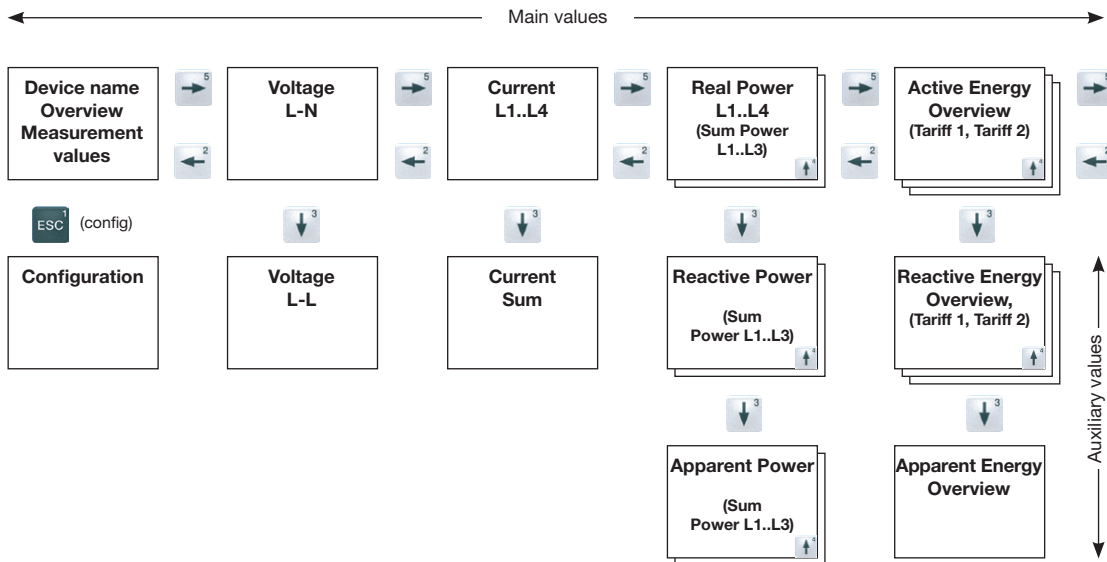 Main values
Device name
Overview
Measurement
values
5
2
Voltage
L-N
5
2
Current
L1..L4
5
2
Real Power
L1..L4
(Sum Power
L1..L3)
4
5
2
Active Energy
Overview
(Tariff 1, Tariff 2)
4
5
2
ESC 1 (config)
3
3
3
3
Configuration
Voltage
L-L
Current
Sum
Reactive Power
(Sum
Power L1..L3)
4
Reactive Energy
Overview,
(Tariff 1, Tariff 2)
4
Auxiliary values
3
3
Apparent Power
(Sum
Power L1..L3)
4
Apparent Energy
Overview